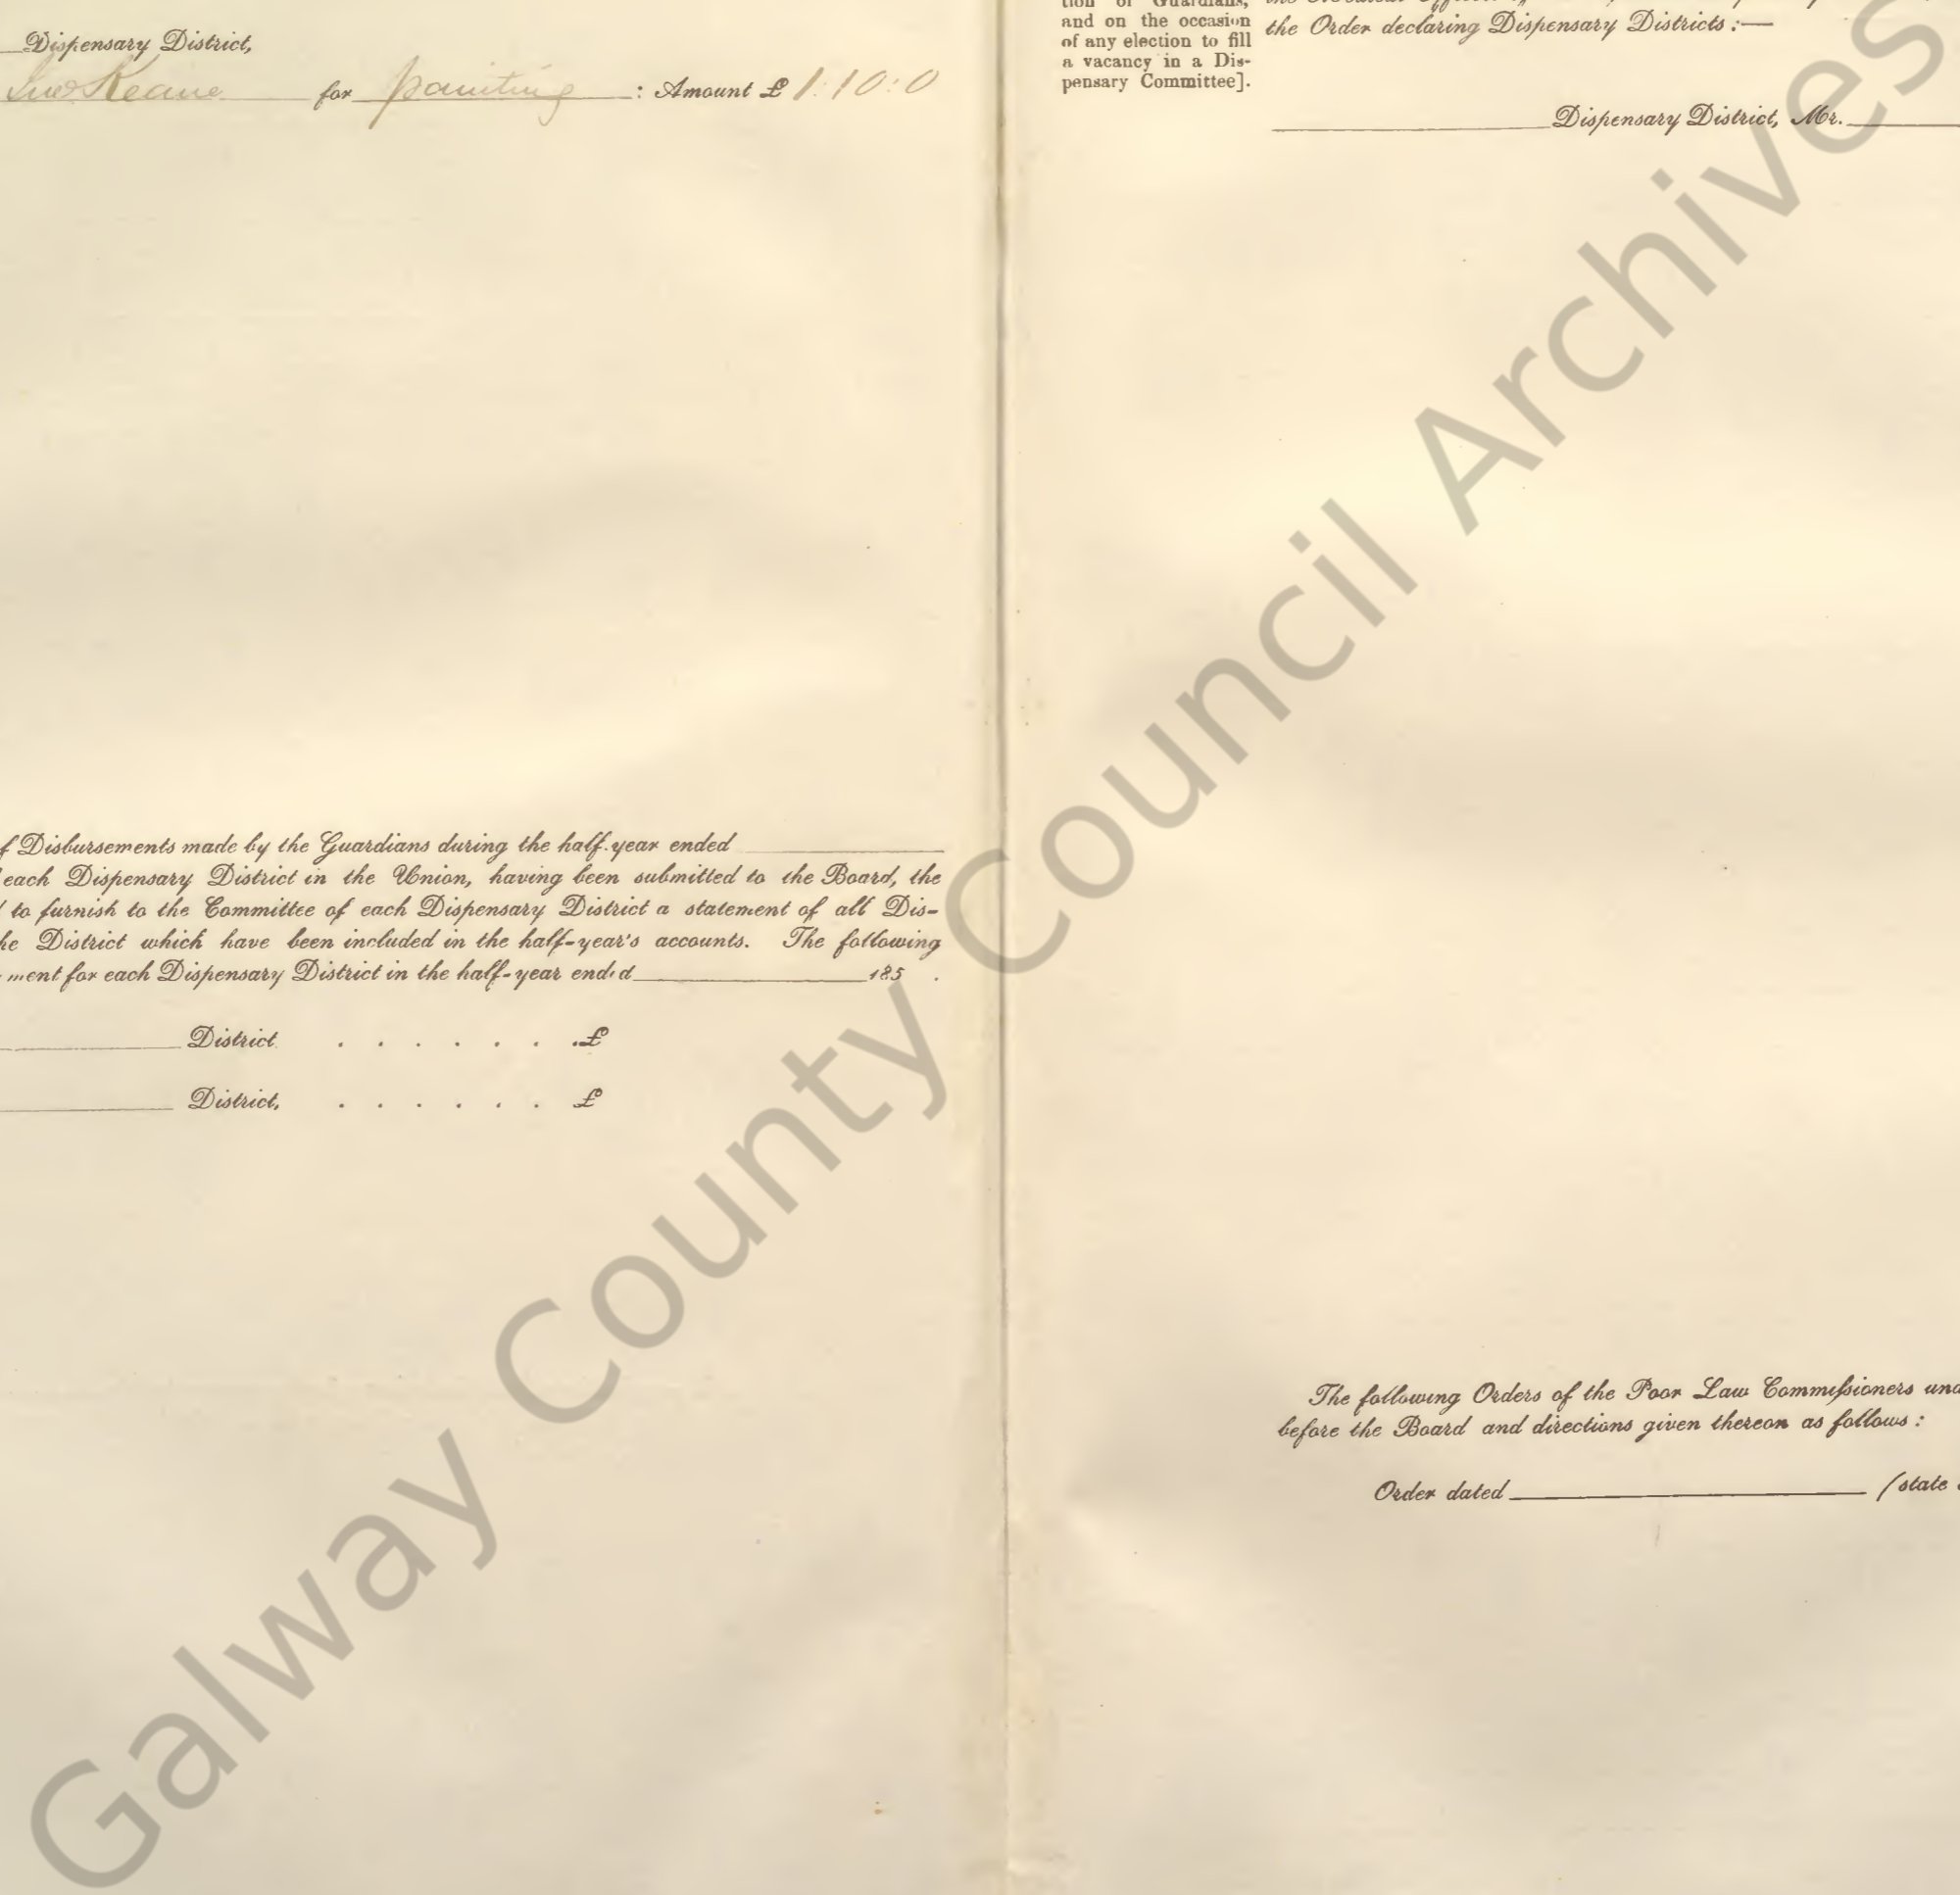 Dispensary District,
Keane for painting : Amount £ 1:10:0
f Disbursements made by the Guardians during the half-year ended
each Dispensary District in the Union, having been submitted to the Board, the
to furnish to the Committee of each Dispensary District a statement of all Dis-
he District which have been included in the half-year's accounts. The following
ment for each Dispensary District in the half-year ended 185 .
District . . . . . . . £
District, . . . . . . £
tion of Guardians,
and on the occasion
of any election to fill
a vacancy in a Dis-
pensary Committee].
the Order declaring Dispensary Districts :—
Dispensary District, Mr.
The following Orders of the Poor Law Commissioners und
before the Board and directions given thereon as follows :
Order dated (state
Galway County Council Archives